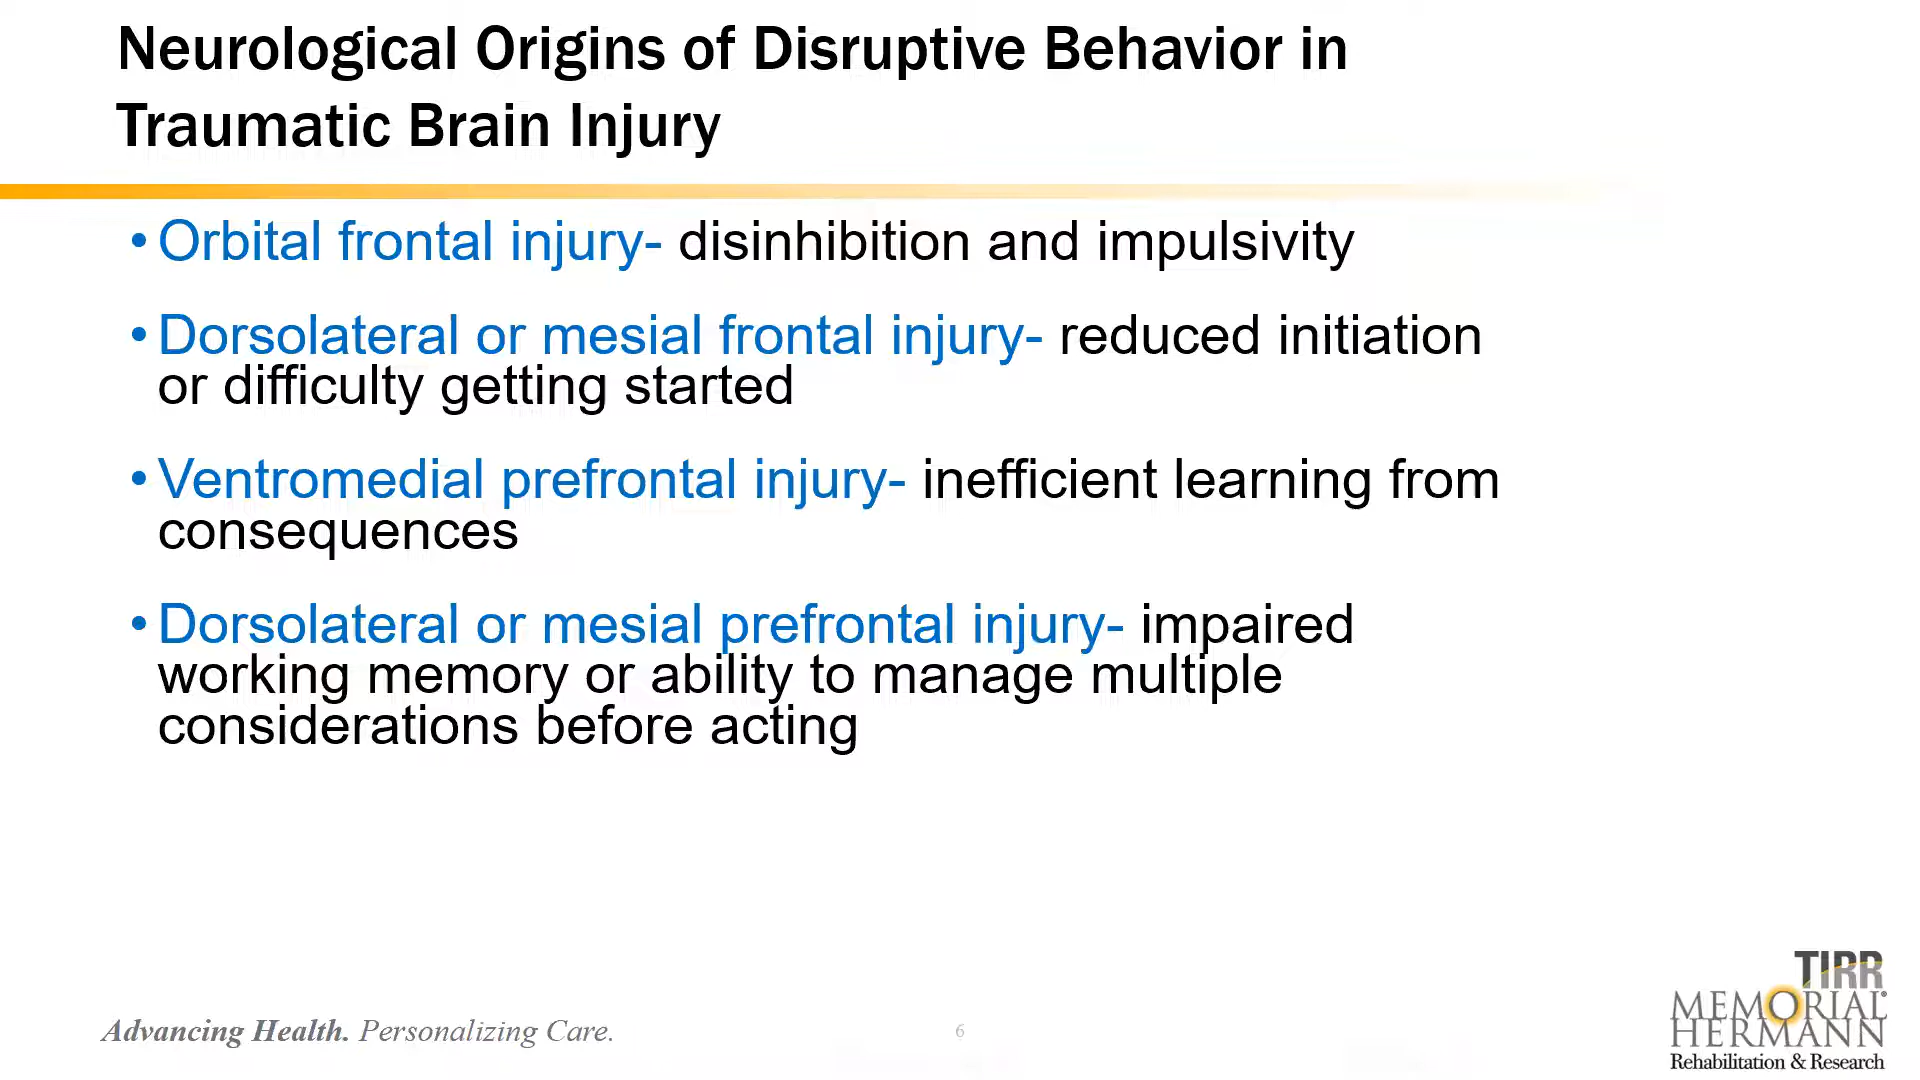 Neurological Origins of Disruptive Behavior in
Traumatic Brain Injury
• Orbital frontal injury- disinhibition and impulsivity
• Dorsolateral or mesial frontal injury- reduced initiation
or difficulty getting started
• Ventromedial prefrontal injury- inefficient learning from
consequences
• Dorsolateral or mesial prefrontal injury- impaired
working memory or ability to manage multiple
considerations before acting
Advancing Health. Personalizing Care.
6
TIRR
MEMORIAL®
HERMANN
Rehabilitation & Research